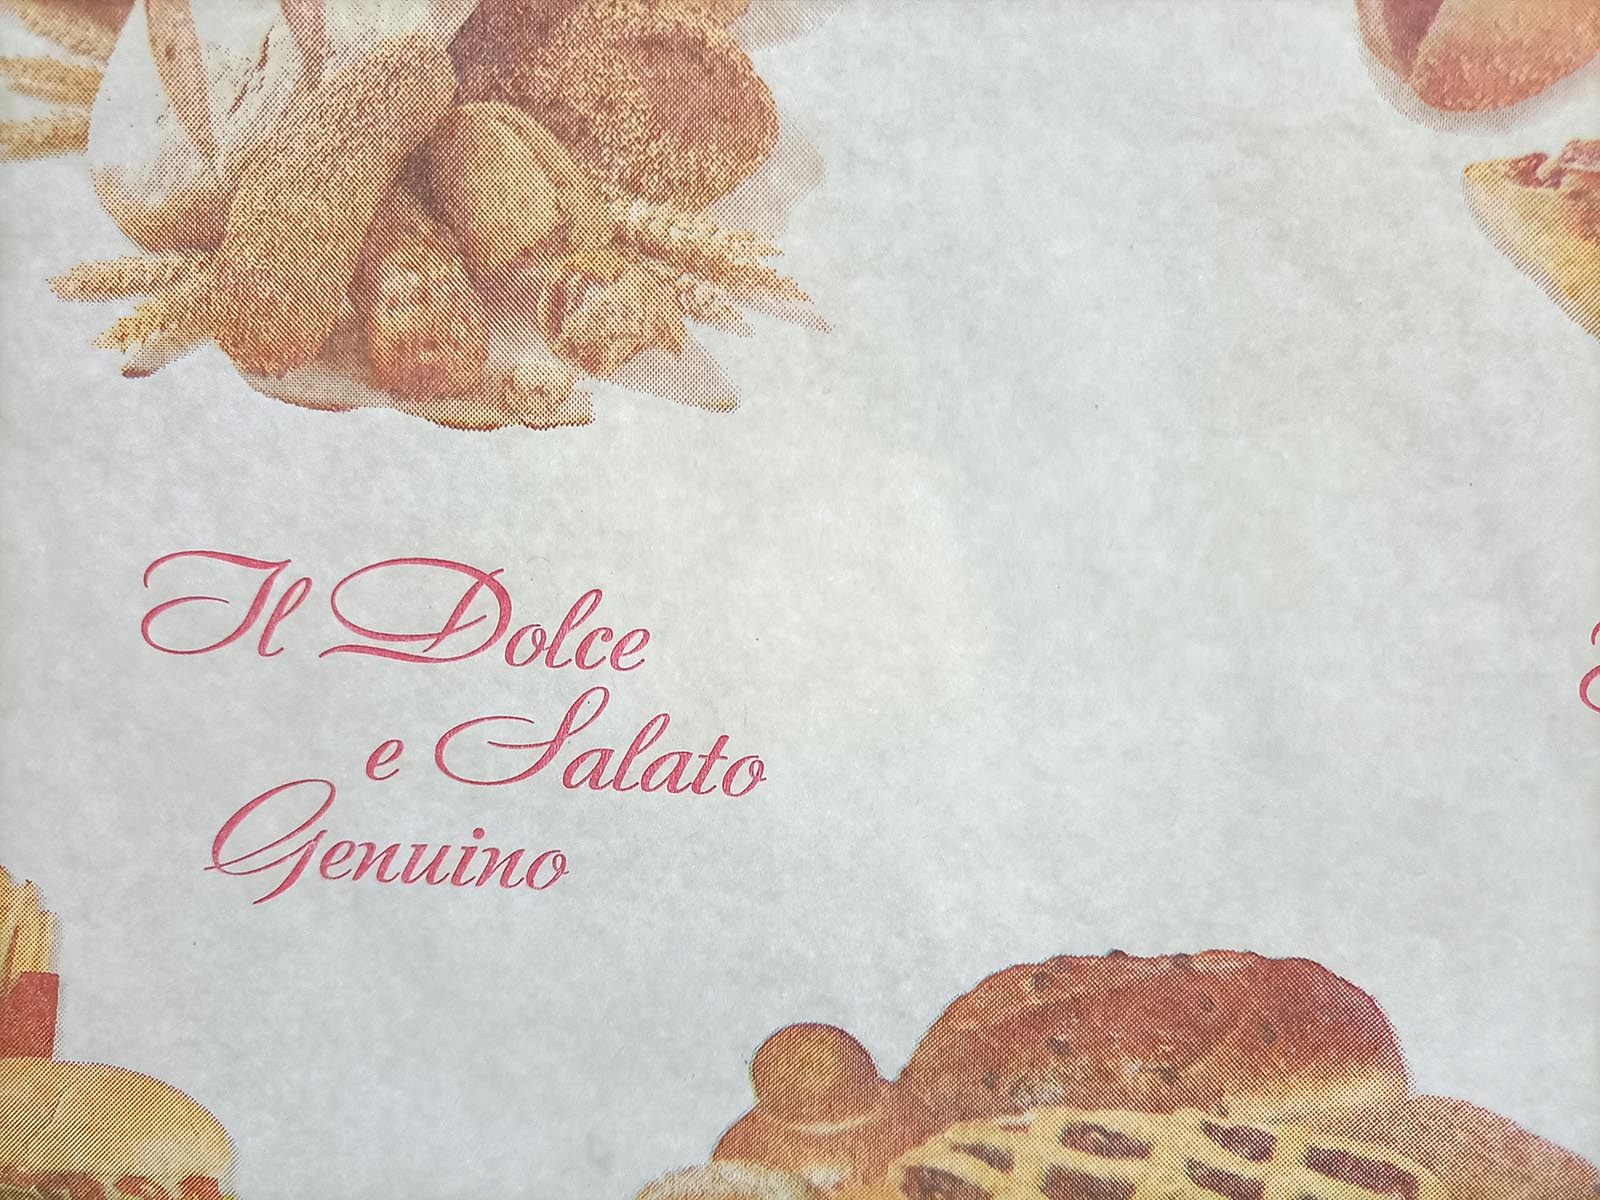 Il Dolce
e Salato
Genuino